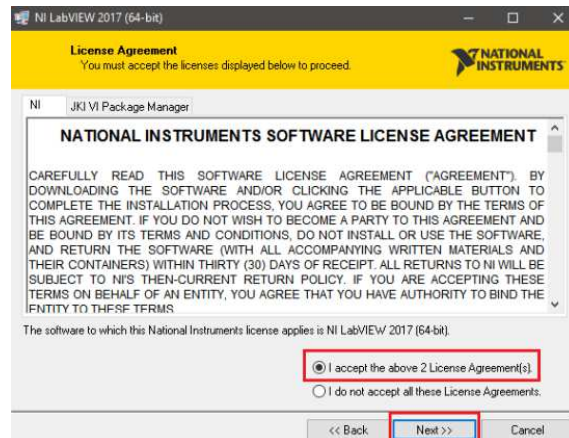 NI LabVIEW 2017 (64-bit)
License Agreement
You must accept the licenses displayed below to proceed.
NATIONAL
INSTRUMENTS
NI
JKI VI Package Manager
NATIONAL INSTRUMENTS SOFTWARE LICENSE AGREEMENT
CAREFULLY READ THIS SOFTWARE LICENSE AGREEMENT ("AGREEMENT"). BY
DOWNLOADING THE SOFTWARE AND/OR CLICKING THE APPLICABLE BUTTON TO
COMPLETE THE INSTALLATION PROCESS, YOU AGREE TO BE BOUND BY THE TERMS OF
THIS AGREEMENT. IF YOU DO NOT WISH TO BECOME A PARTY TO THIS AGREEMENT AND
BE BOUND BY ITS TERMS AND CONDITIONS, DO NOT INSTALL OR USE THE SOFTWARE,
AND RETURN THE SOFTWARE (WITH ALL ACCOMPANYING WRITTEN MATERIALS AND
THEIR CONTAINERS) WITHIN THIRTY (30) DAYS OF RECEIPT. ALL RETURNS TO NI WILL BE
SUBJECT TO NI'S THEN-CURRENT RETURN POLICY. IF YOU ARE ACCEPTING THESE
TERMS ON BEHALF OF AN ENTITY, YOU AGREE THAT YOU HAVE AUTHORITY TO BIND THE
ENTITY TO THESE TERMS
The software to which this National Instruments license applies is NI LabVIEW 2017 (64-bit).
I accept the above 2 License Agreement(s).
I do not accept all these License Agreements.
<< Back
Next >>
Cancel